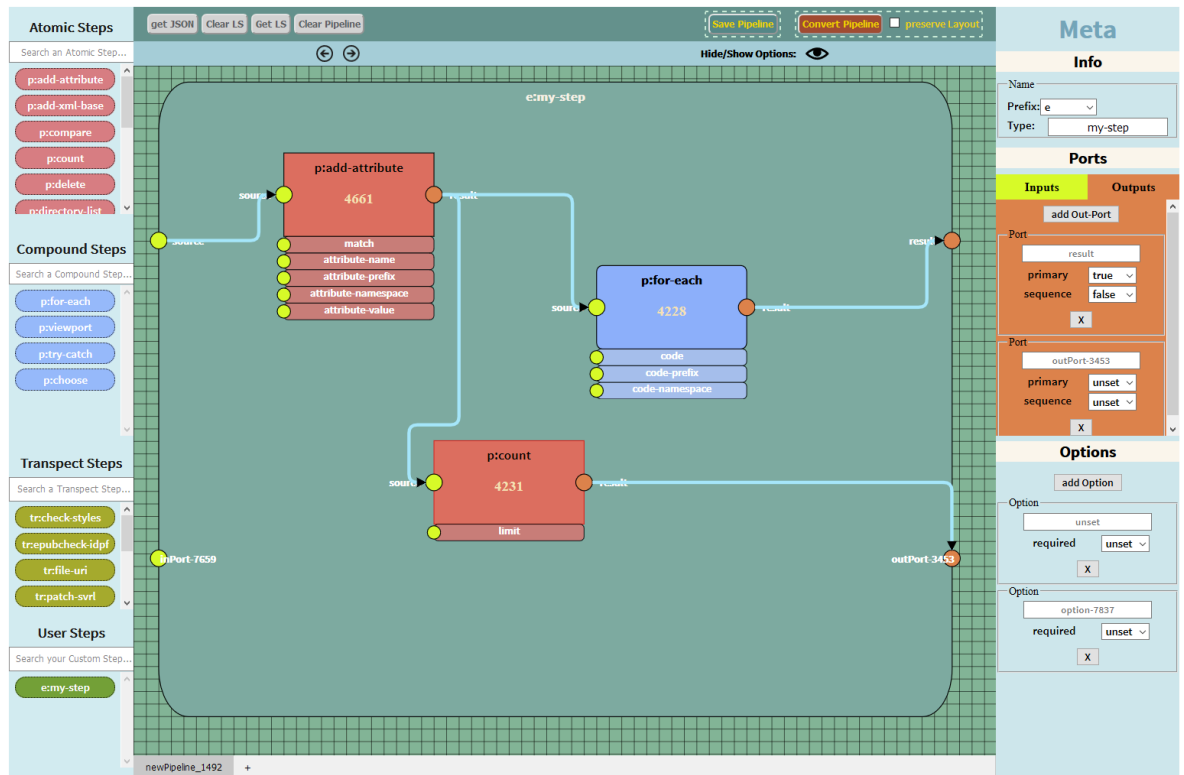 Atomic Steps
Search an Atomic Step...
p:add-attribute
p:add-xml-base
p:compare
p:count
p:delete
p:directory-list
Compound Steps
Search a Compound Step...
p:for-each
p:viewport
p:try-catch
p:choose
Transpect Steps
Search a Transpect Step...
tr:check-styles
tr:epubcheck-idpf
tr:file-uri
tr:patch-svrl
User Steps
Search your Custom Step...
e:my-step
get JSON Clear LS Get LS Clear Pipeline
Save Pipeline Convert Pipeline preserve Layout
Hide/Show Options:
e:my-step
p:add-attribute
4661
source
result
match
attribute-name
attribute-prefix
attribute-namespace
attribute-value
source
result
p:for-each
4228
source
result
code
code-prefix
code-namespace
p:count
4231
source
result
limit
inPort-7659
outPort-3453
newPipeline_1492 +
Meta
Info
Name
Prefix: e
Type: my-step
Ports
Inputs Outputs
add Out-Port
Port
result
primary true
sequence false
X
Port
outPort-3453
primary unset
sequence unset
X
Options
add Option
Option
unset
required unset
X
Option
option-7837
required unset
X